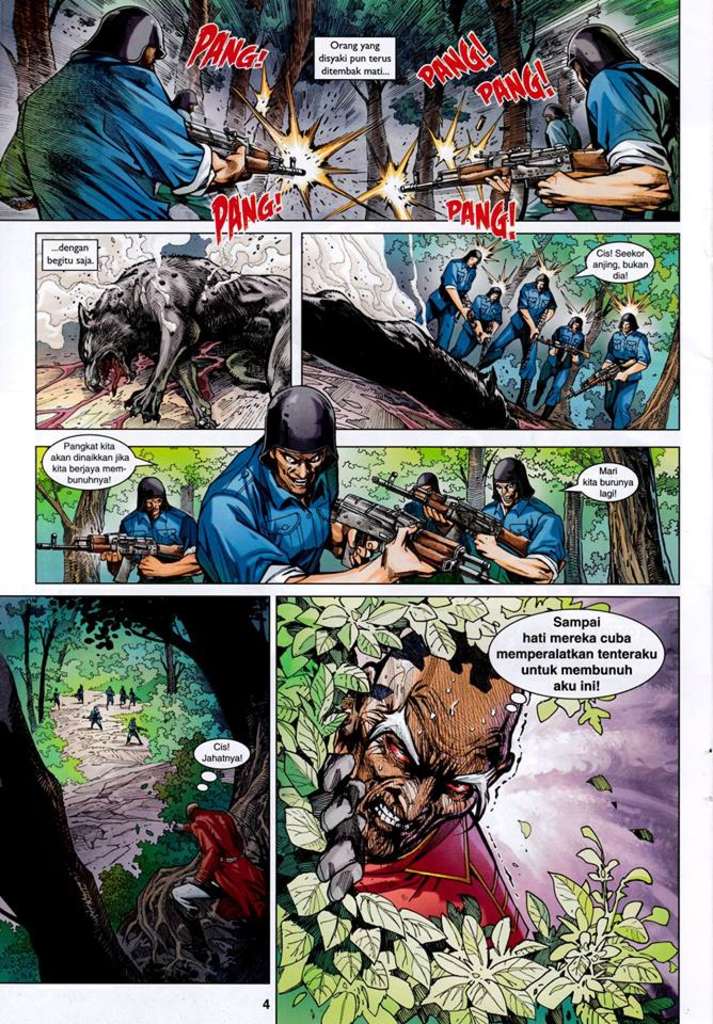 PANG!
Orang yang
disyaki pun terus
ditembak mati...
PANG!
PANG!
PANG!
PANG!
...dengan
begitu saja.
Cis! Seekor
anjing, bukan
dia!
Pangkat kita
akan dinaikkan jika
kita berjaya mem-
bunuhnya!
Mari
kita burunya
lagi!
Cis!
Jahatnya!
Sampai
hati mereka cuba
memperalatkan tenteraku
untuk membunuh
aku ini!
4